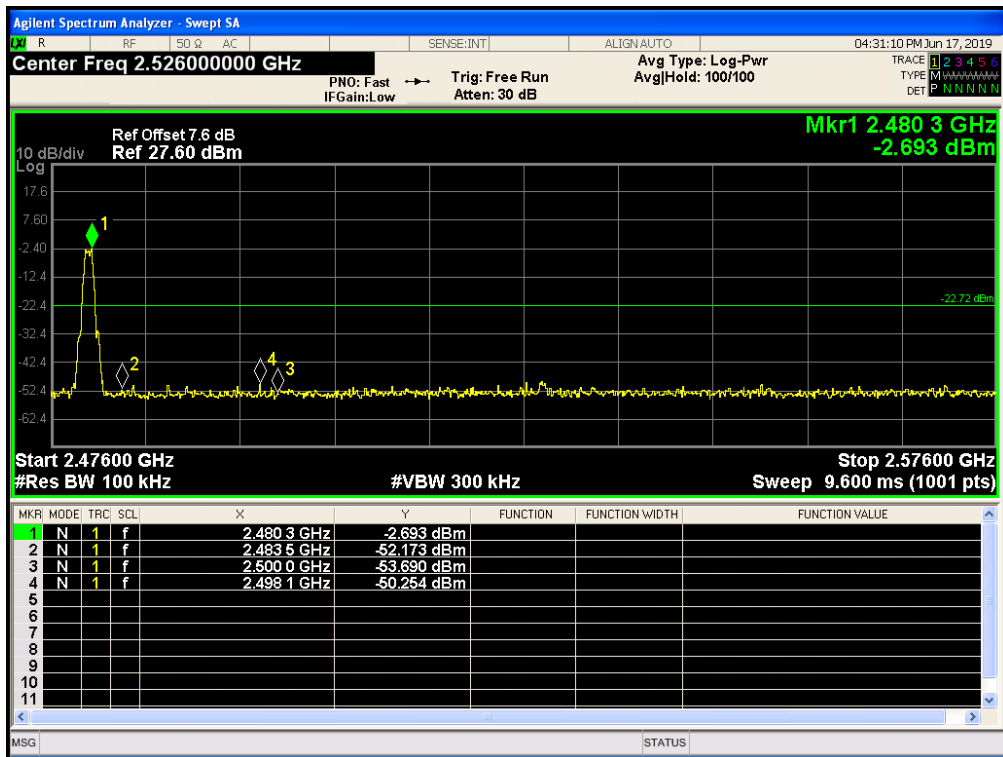 Agilent Spectrum Analyzer - Swept SA
LXI R RF 50 Ω AC SENSE:INT ALIGN AUTO 04:31:10 PM Jun 17, 2019
Center Freq 2.526000000 GHz
PNO: Fast
IFGain:Low
Trig: Free Run
Atten: 30 dB
Avg Type: Log-Pwr
Avg|Hold: 100/100
TRACE 1 2 3 4 5 6
TYPE M
DET P N N N N N
Ref Offset 7.6 dB
10 dB/div Ref 27.60 dBm
Log
Mkr1 2.480 3 GHz
-2.693 dBm
17.6
7.60
-2.40
-12.4
-22.4
-32.4
-42.4
-52.4
-62.4
1
2
4
3
-22.72 dBm
Start 2.47600 GHz Stop 2.57600 GHz
#Res BW 100 kHz #VBW 300 kHz Sweep 9.600 ms (1001 pts)
MKR MODE TRC SCL X Y FUNCTION FUNCTION WIDTH FUNCTION VALUE
1 N 1 f 2.480 3 GHz -2.693 dBm
2 N 1 f 2.483 5 GHz -52.173 dBm
3 N 1 f 2.500 0 GHz -53.690 dBm
4 N 1 f 2.498 1 GHz -50.254 dBm
5
6
7
8
9
10
11
MSG STATUS